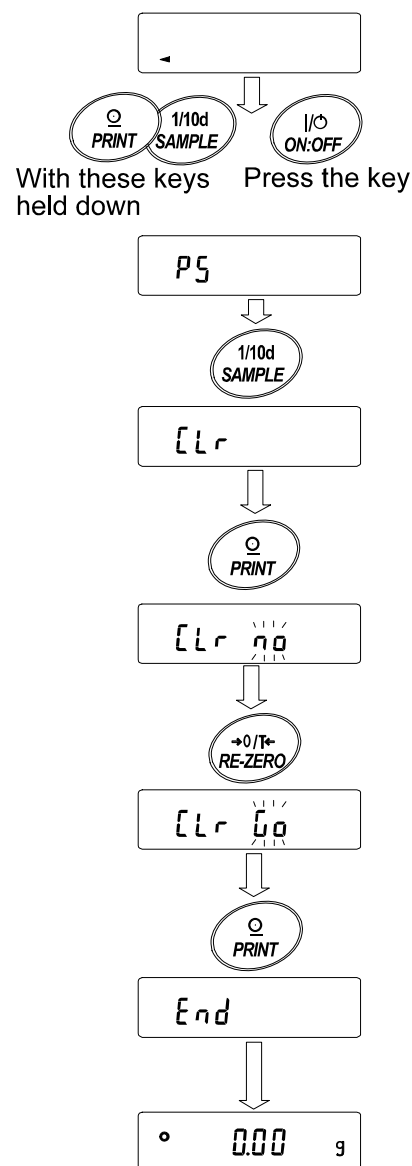 1/10d
PRINT SAMPLE ON:OFF
With these keys Press the key
held down
PS
1/10d
SAMPLE
CLr
PRINT
CLr no
→0/T←
RE-ZERO
CLr Go
PRINT
End
0.00 g